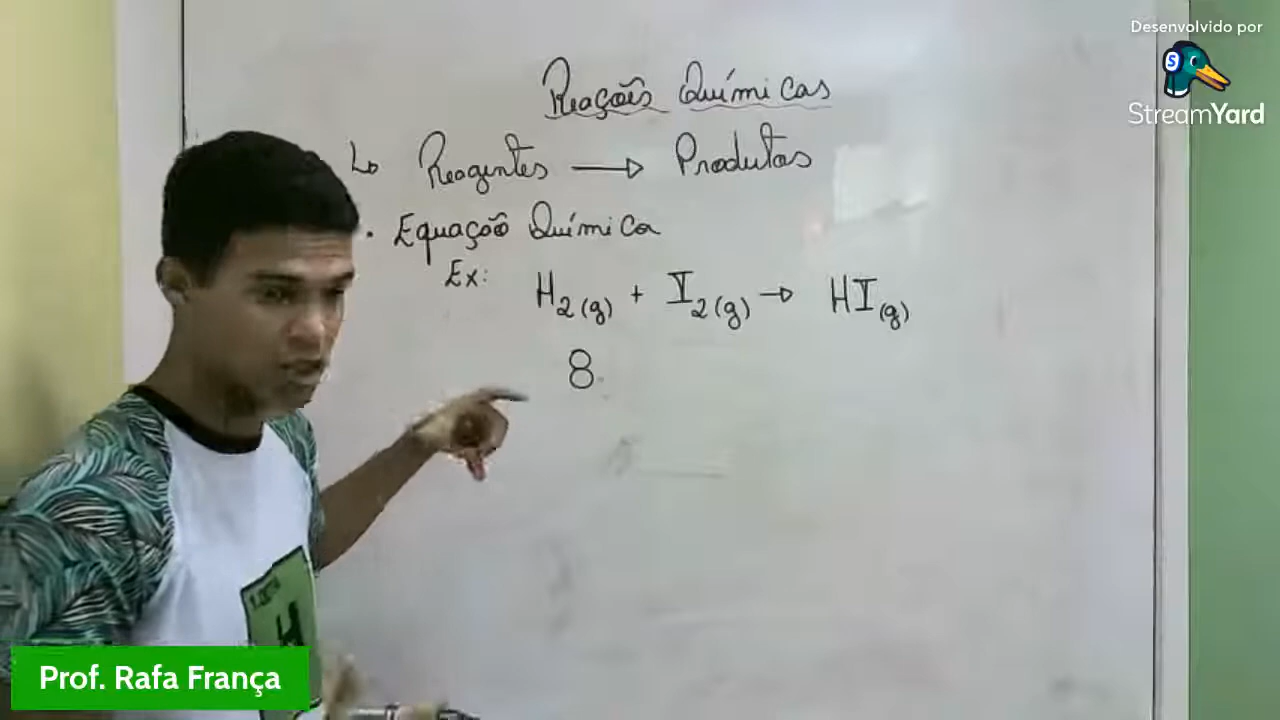 Desenvolvido por
StreamYard
Reações Químicas
Reagentes → Produtos
· Equação Química
Ex: H₂(g) + I₂(g) → HI(g)
8
H
Prof. Rafa França